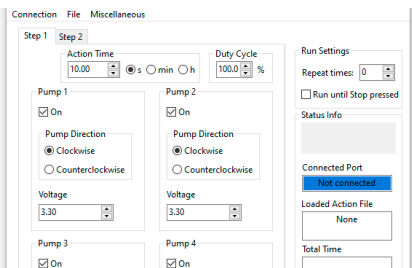 Connection File Miscellaneous
Step 1 Step 2
Action Time
10.00 s min h
Duty Cycle
100.0 %
Pump 1
On
Pump Direction
Clockwise
Counterclockwise
Voltage
3.30
Pump 2
On
Pump Direction
Clockwise
Counterclockwise
Voltage
3.30
Pump 3
On
Pump 4
On
Run Settings
Repeat times: 0
Run until Stop pressed
Status Info
Connected Port
Not connected
Loaded Action File
None
Total Time